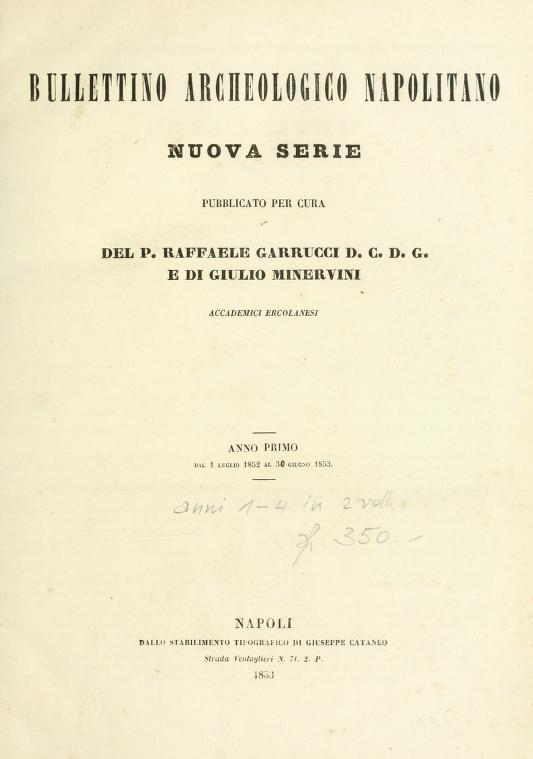 BULLETTINO ARCHEOLOGICO NAPOLITANO
NUOVA SERIE
PUBBLICATO PER CURA
DEL P. RAFFAELE GARRUCCI D. C. D. G.
E DI GIULIO MINERVINI
ACCADEMICI ERCOLANESI
ANNO PRIMO
DAL 1 LUGLIO 1852 AL 30 GIUGNO 1853.
anni 1-4 in 2 voll.
350.-
NAPOLI
DALLO STABILIMENTO TIPOGRAFICO DI GIUSEPPE CATANEO
Strada Ventaglieri N. 71. 2. P.
1853
1935